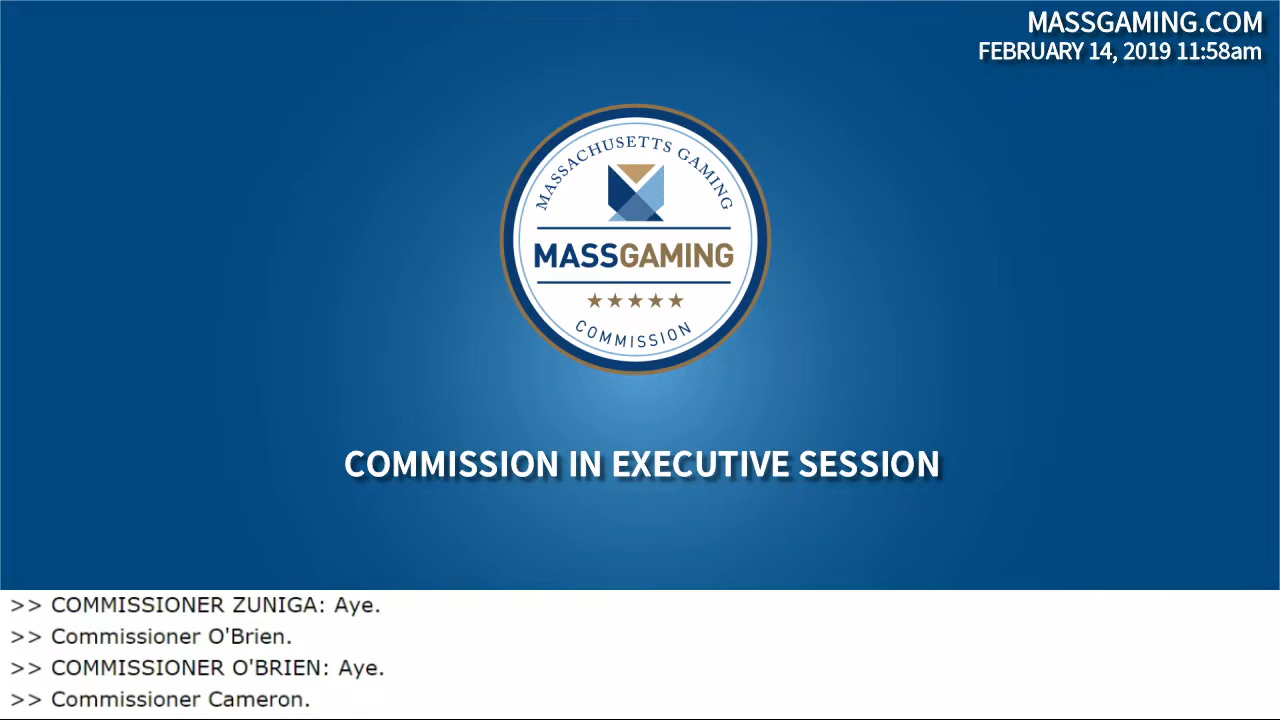 MASSGAMING.COM
FEBRUARY 14, 2019 11:58am
MASSACHUSETTS GAMING
MASSGAMING
COMMISSION
COMMISSION IN EXECUTIVE SESSION
>> COMMISSIONER ZUNIGA: Aye.
>> Commissioner O'Brien.
>> COMMISSIONER O'BRIEN: Aye.
>> Commissioner Cameron.